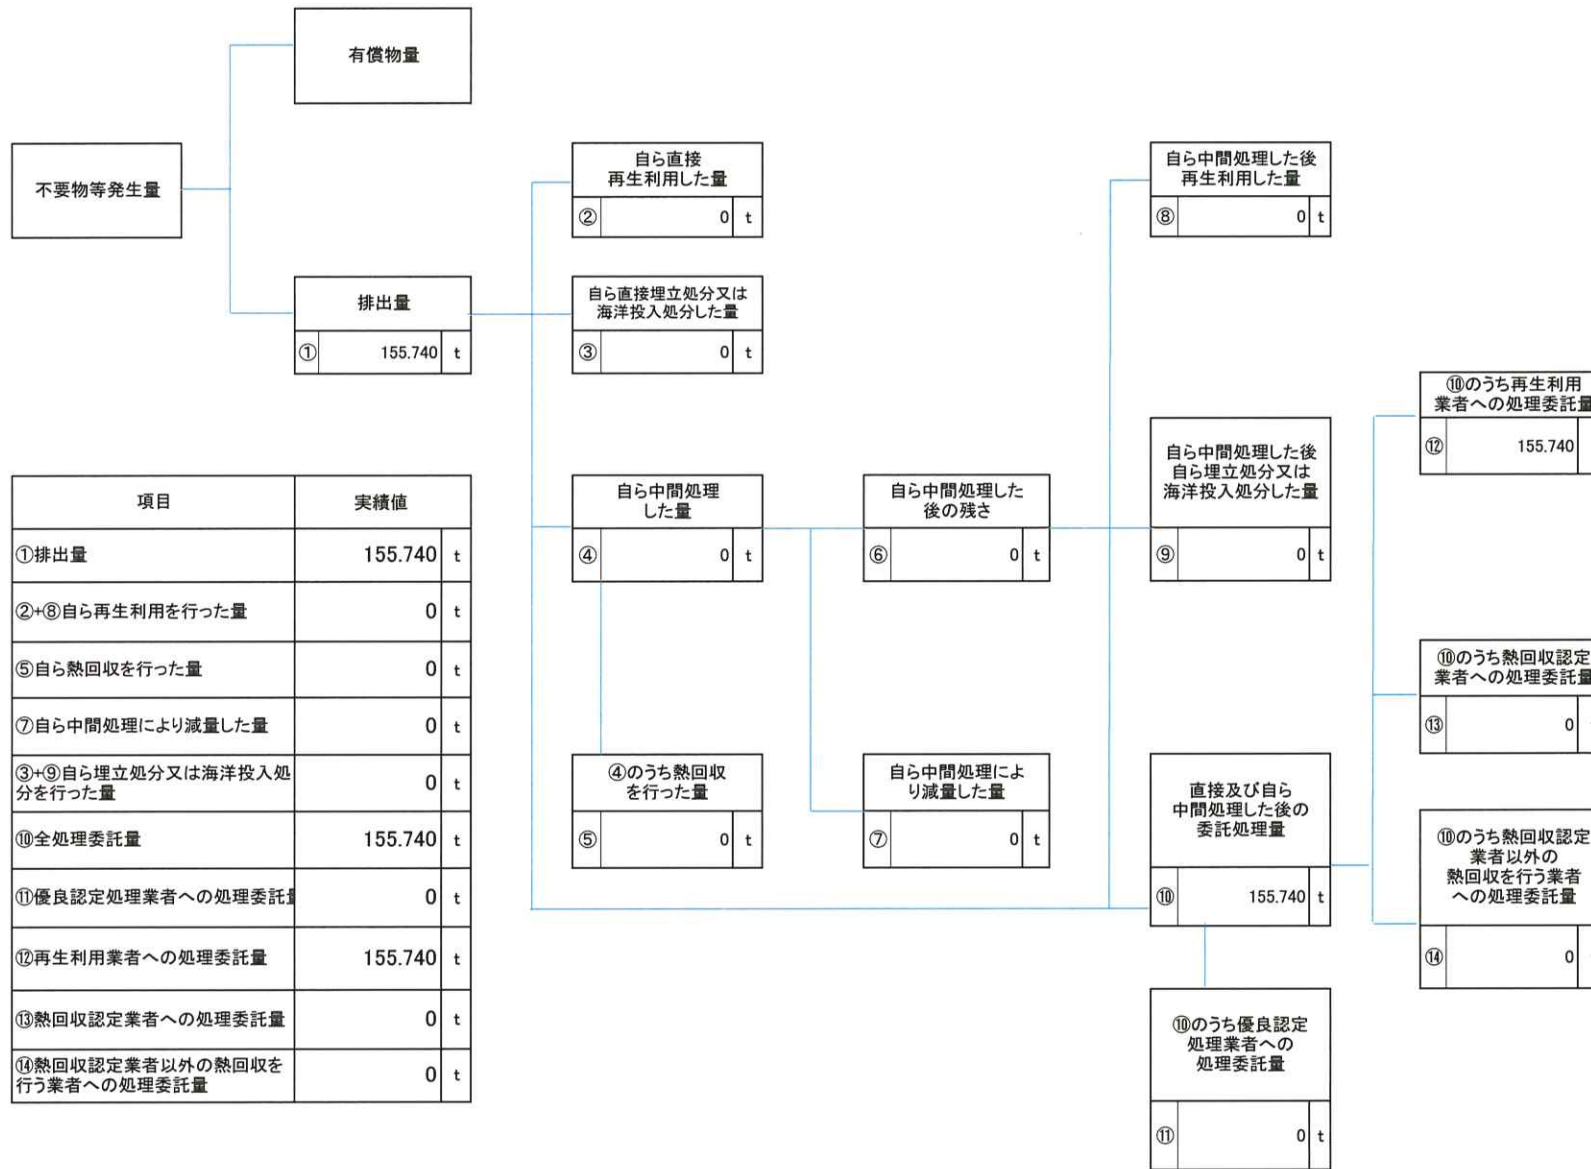 有償物量
不要物等発生量
排出量
① 155.740 t
自ら直接
再生利用した量
② 0 t
自ら直接埋立処分又は
海洋投入処分した量
③ 0 t
自ら中間処理
した量
④ 0 t
④のうち熱回収
を行った量
⑤ 0 t
自ら中間処理した
後の残さ
⑥ 0 t
自ら中間処理によ
り減量した量
⑦ 0 t
自ら中間処理した後
再生利用した量
⑧ 0 t
自ら中間処理した後
自ら埋立処分又は
海洋投入処分した量
⑨ 0 t
直接及び自ら
中間処理した後の
委託処理量
⑩ 155.740 t
⑩のうち優良認定
処理業者への
処理委託量
⑪ 0 t
⑩のうち再生利用
業者への処理委託量
⑫ 155.740
⑩のうち熱回収認定
業者への処理委託量
⑬ 0
⑩のうち熱回収認定
業者以外の
熱回収を行う業者
への処理委託量
⑭ 0
項目 実績値
①排出量 155.740 t
②+⑧自ら再生利用を行った量 0 t
⑤自ら熱回収を行った量 0 t
⑦自ら中間処理により減量した量 0 t
③+⑨自ら埋立処分又は海洋投入処
分を行った量 0 t
⑩全処理委託量 155.740 t
⑪優良認定処理業者への処理委託量 0 t
⑫再生利用業者への処理委託量 155.740 t
⑬熱回収認定業者への処理委託量 0 t
⑭熱回収認定業者以外の熱回収を
行う業者への処理委託量 0 t